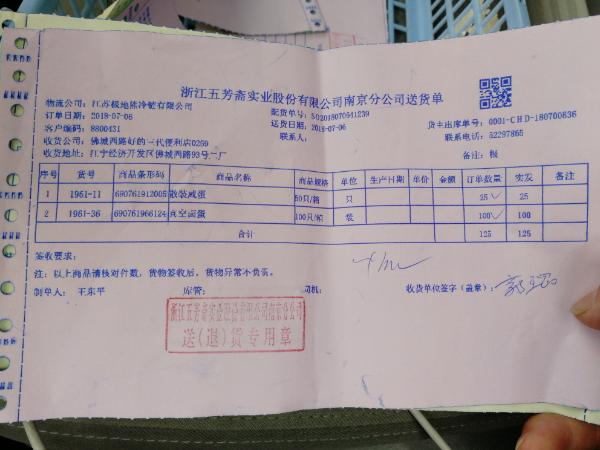 浙江五芳斋实业股份有限公司南京分公司送货单
物流公司：江苏极地熊冷链有限公司
配货单号：SO2018070541239
货主出库单号：0001-CHD-180700836
订单日期：2018-07-06
送货日期：2018-07-06
联系电话：52297865
客户编码：8800431
联系人：
收货公司：佛城西路好的一代便利店0259
备注：
收货地址：江宁经济开发区佛城西路93号二厂
序号 货号 商品条形码 商品名称 商品规格 单位 生产日期 单价 金额 订单数量 实发 备注
1 1961-11 690761912005 散装咸蛋 60只/箱 只 25 25
2 1961-36 690761966124 真空卤蛋 100只/箱 袋 100 100
合计 125 125
签收要求：
注：以上商品请核对件数，货物签收后，货物异常不负责。
制单人：王东平 库管： 司机： 收货单位签字（盖章）：
浙江五芳斋实业股份有限公司南京分公司
送(退)货专用章